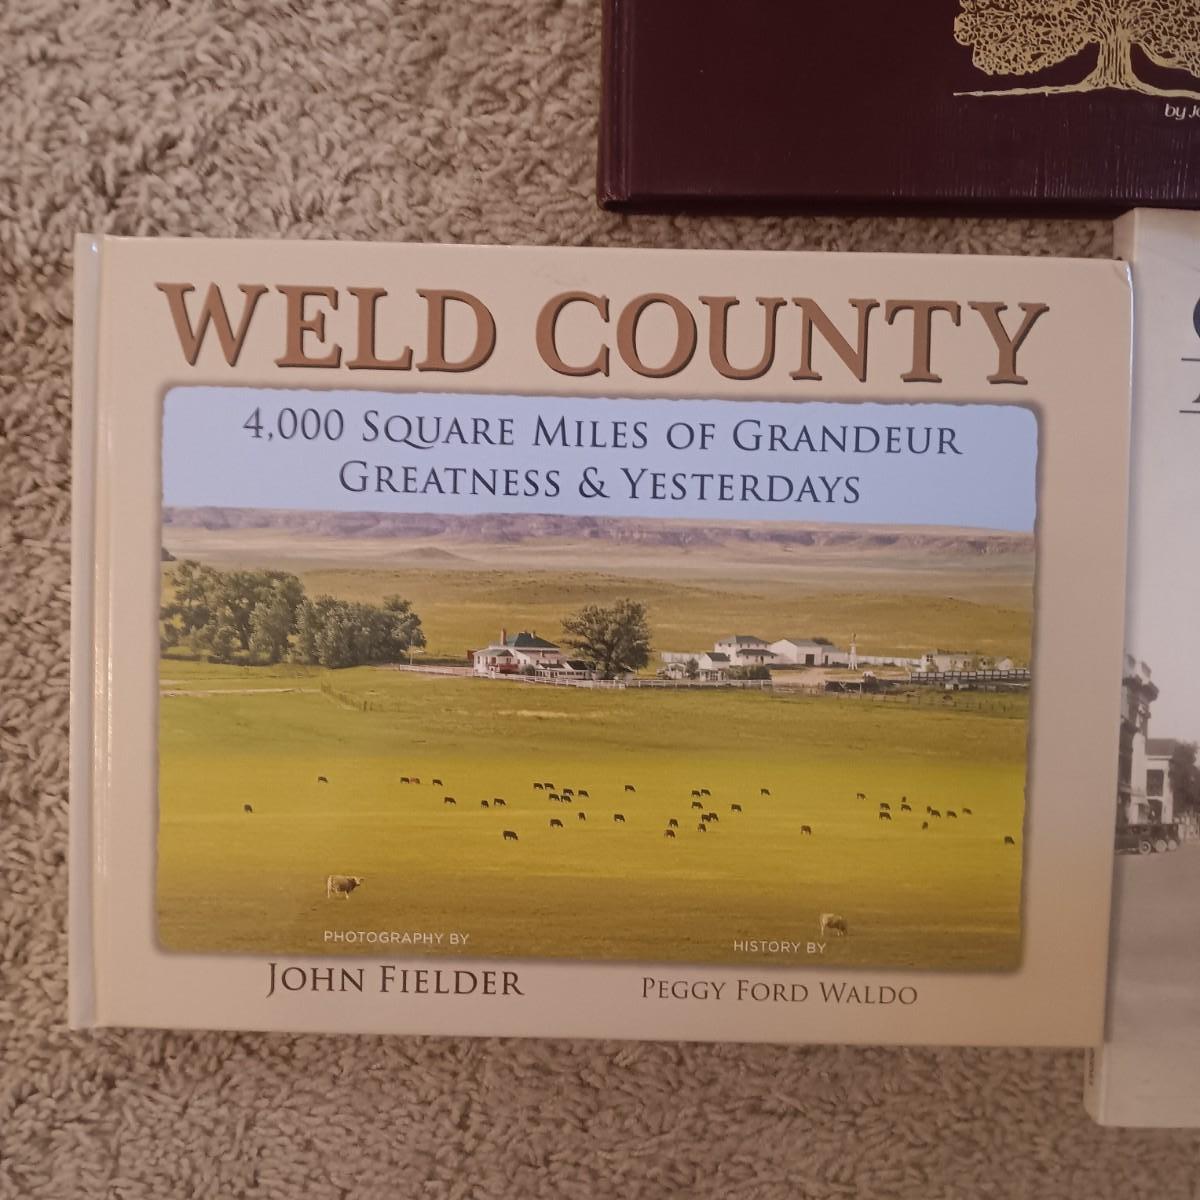 by
WELD COUNTY
4,000 SQUARE MILES OF GRANDEUR
GREATNESS & YESTERDAYS
PHOTOGRAPHY BY
JOHN FIELDER
HISTORY BY
PEGGY FORD WALDO